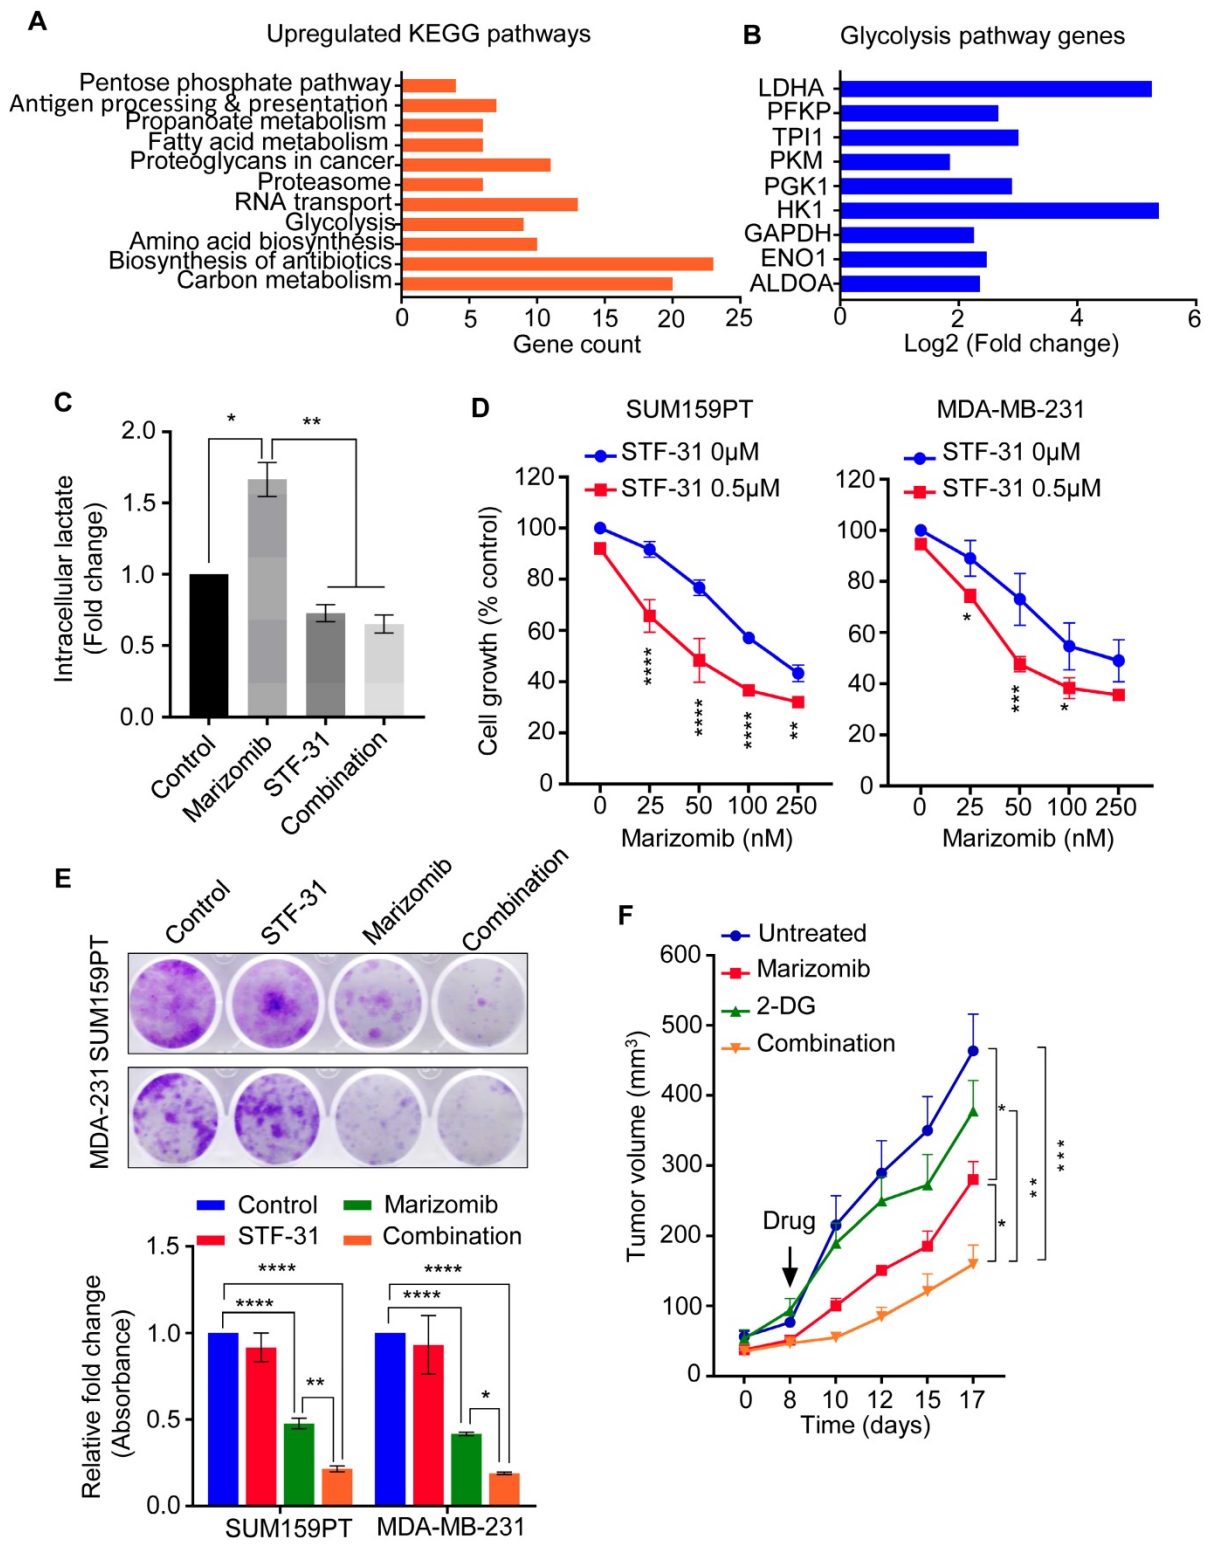 A
Upregulated KEGG pathways
Pentose phosphate pathway
Antigen processing & presentation
Propanoate metabolism
Fatty acid metabolism
Proteoglycans in cancer
Proteasome
RNA transport
Glycolysis
Amino acid biosynthesis
Biosynthesis of antibiotics
Carbon metabolism
0 5 10 15 20 25
Gene count
B
Glycolysis pathway genes
LDHA
PFKP
TPI1
PKM
PGK1
HK1
GAPDH
ENO1
ALDOA
0 2 4 6
Log2 (Fold change)
C
* **
2.0
1.5
1.0
0.5
0.0
Intracellular lactate
(Fold change)
Control
Marizomib
STF-31
Combination
D
SUM159PT
STF-31 0µM
STF-31 0.5µM
120
100
80
60
40
20
0
Cell growth (% control)
**** **** **** **
0 25 50 100 250
Marizomib (nM)
MDA-MB-231
STF-31 0µM
STF-31 0.5µM
120
100
80
60
40
20
0
* *** *
0 25 50 100 250
Marizomib (nM)
E
Control
STF-31
Marizomib
Combination
MDA-231 SUM159PT
Control
STF-31
Marizomib
Combination
1.5
1.0
0.5
0.0
Relative fold change
(Absorbance)
****
****
**
****
****
*
SUM159PT MDA-MB-231
F
Untreated
Marizomib
2-DG
Combination
600
500
400
300
200
100
0
Tumor volume (mm³)
Drug
*
*
**
***
0 8 10 12 15 17
Time (days)